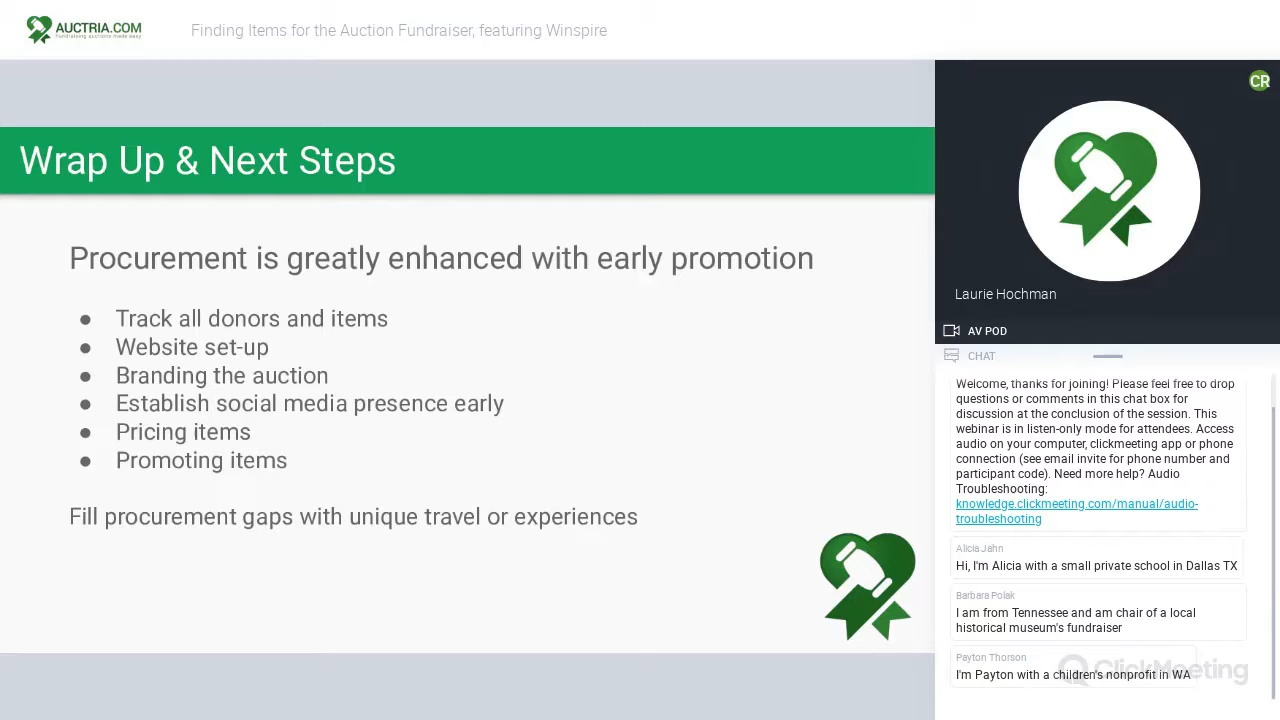 AUCTRIA.COM
fundraising auctions made easy
Finding Items for the Auction Fundraiser, featuring Winspire
Wrap Up & Next Steps
Procurement is greatly enhanced with early promotion
● Track all donors and items
● Website set-up
● Branding the auction
● Establish social media presence early
● Pricing items
● Promoting items
Fill procurement gaps with unique travel or experiences
CR
Laurie Hochman
AV POD
CHAT
Welcome, thanks for joining! Please feel free to drop
questions or comments in this chat box for
discussion at the conclusion of the session. This
webinar is in listen-only mode for attendees. Access
audio on your computer, clickmeeting app or phone
connection (see email invite for phone number and
participant code). Need more help? Audio
Troubleshooting:
knowledge.clickmeeting.com/manual/audio-
troubleshooting
Alicia Jahn
Hi, I'm Alicia with a small private school in Dallas TX
Barbara Polak
I am from Tennessee and am chair of a local
historical museum's fundraiser
Payton Thorson
I'm Payton with a children's nonprofit in WA
ClickMeeting